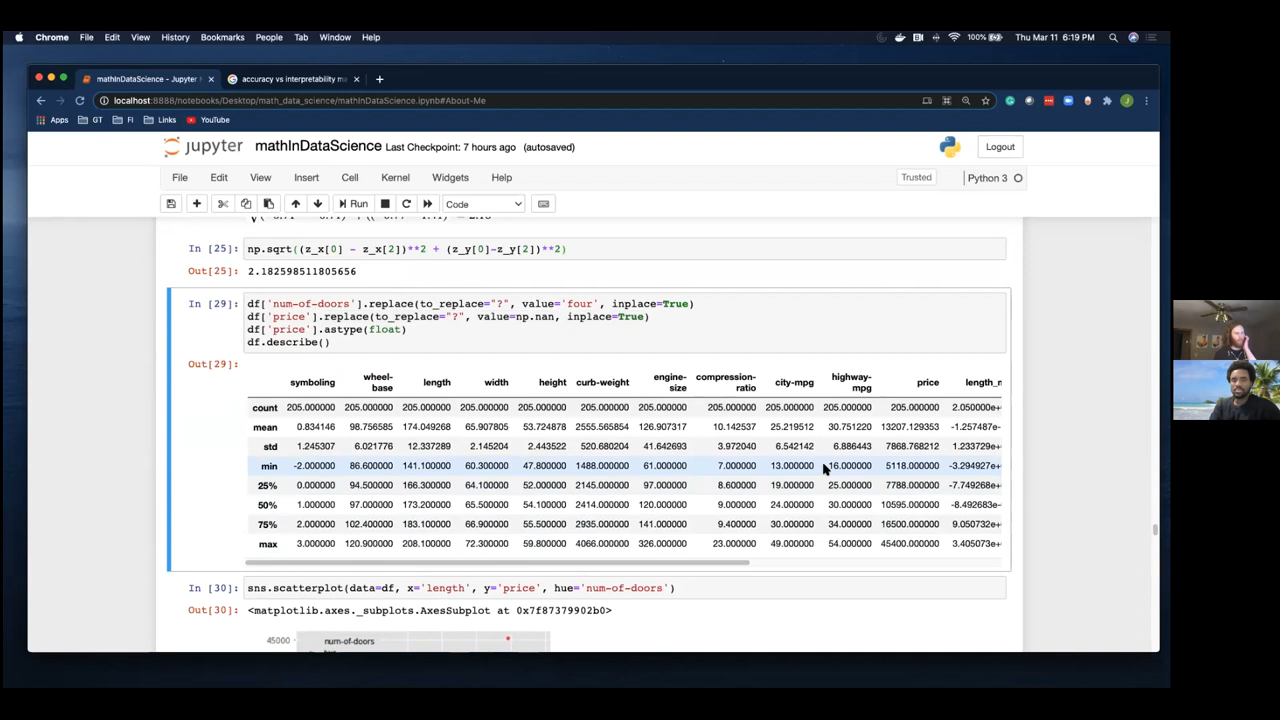 Chrome File Edit View History Bookmarks People Tab Window Help 100% Thu Mar 11 6:19 PM
mathInDataScience - Jupyter N accuracy vs interpretability ma
localhost:8888/notebooks/Desktop/math_data_science/mathInDataScience.ipynb#About-Me
Apps GT FI Links YouTube
jupyter mathInDataScience Last Checkpoint: 7 hours ago (autosaved) Logout
File Edit View Insert Cell Kernel Widgets Help Trusted Python 3
Run Code
In [25]: np.sqrt((z_x[0] - z_x[2])**2 + (z_y[0]-z_y[2])**2)
Out[25]: 2.182598511805656
In [29]: df['num-of-doors'].replace(to_replace="?", value='four', inplace=True)
df['price'].replace(to_replace="?", value=np.nan, inplace=True)
df['price'].astype(float)
df.describe()
Out[29]:
symboling wheel-base length width height curb-weight engine-size compression-ratio city-mpg highway-mpg price length_n
count 205.000000 205.000000 205.000000 205.000000 205.000000 205.000000 205.000000 205.000000 205.000000 205.000000 205.000000 2.050000e+
mean 0.834146 98.756585 174.049268 65.907805 53.724878 2555.565854 126.907317 10.142537 25.219512 30.751220 13207.129353 -1.257487e-
std 1.245307 6.021776 12.337289 2.145204 2.443522 520.680204 41.642693 3.972040 6.542142 6.886443 7868.768212 1.233729e-
min -2.000000 86.600000 141.100000 60.300000 47.800000 1488.000000 61.000000 7.000000 13.000000 16.000000 5118.000000 -3.294927e+
25% 0.000000 94.500000 166.300000 64.100000 52.000000 2145.000000 97.000000 8.600000 19.000000 25.000000 7788.000000 -7.749268e-
50% 1.000000 97.000000 173.200000 65.500000 54.100000 2414.000000 120.000000 9.000000 24.000000 30.000000 10595.000000 -8.492683e-
75% 2.000000 102.400000 183.100000 66.900000 55.500000 2935.000000 141.000000 9.400000 30.000000 34.000000 16500.000000 9.050732e-
max 3.000000 120.900000 208.100000 72.300000 59.800000 4066.000000 326.000000 23.000000 49.000000 54.000000 45400.000000 3.405073e+
In [30]: sns.scatterplot(data=df, x='length', y='price', hue='num-of-doors')
Out[30]: <matplotlib.axes._subplots.AxesSubplot at 0x7f87379902b0>
45000 num-of-doors